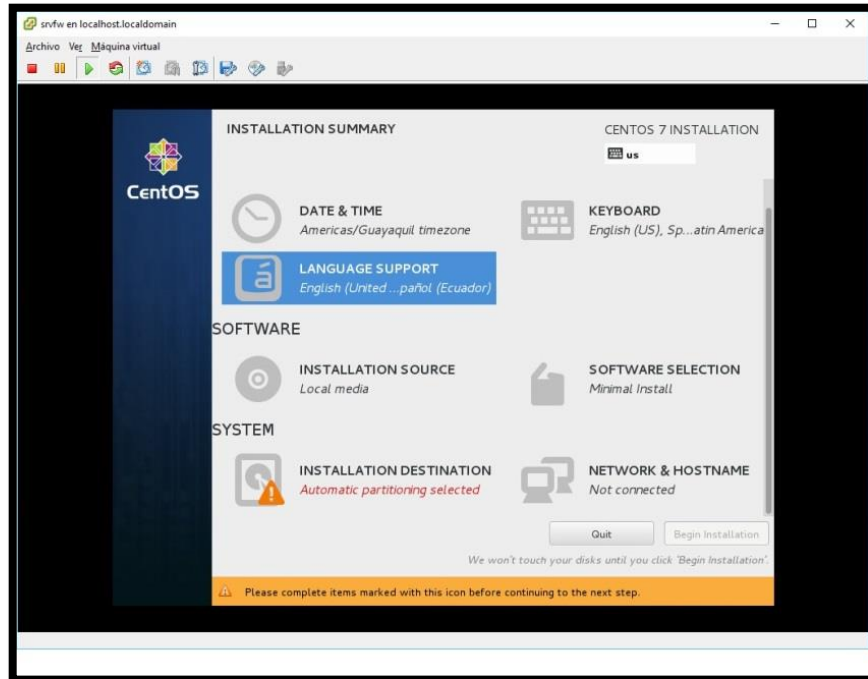 srvfw en localhost.localdomain
Archivo Ver Máquina virtual
INSTALLATION SUMMARY
CENTOS 7 INSTALLATION
us
CentOS
DATE & TIME
Americas/Guayaquil timezone
KEYBOARD
English (US), Sp...atin America
LANGUAGE SUPPORT
English (United ...pañol (Ecuador)
SOFTWARE
INSTALLATION SOURCE
Local media
SOFTWARE SELECTION
Minimal Install
SYSTEM
INSTALLATION DESTINATION
Automatic partitioning selected
NETWORK & HOSTNAME
Not connected
Quit
Begin Installation
We won't touch your disks until you click 'Begin Installation'.
Please complete items marked with this icon before continuing to the next step.